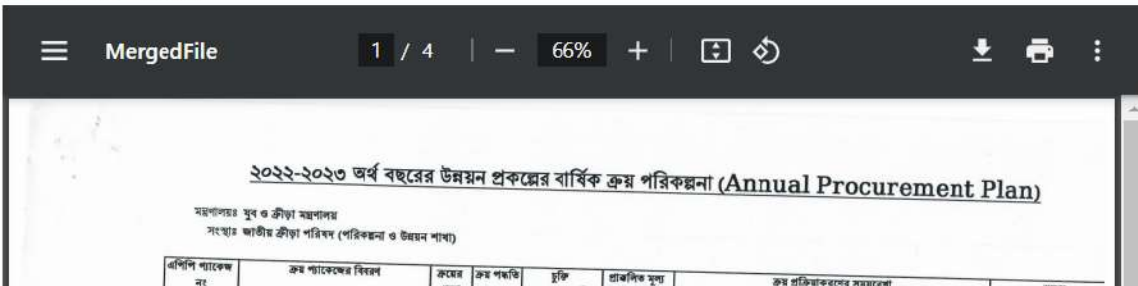 MergedFile 1 / 4 66%
২০২২-২০২৩ অর্থ বছরের উন্নয়ন প্রকল্পের বার্ষিক ক্রয় পরিকল্পনা (Annual Procurement Plan)
মন্ত্রণালয়ঃ যুব ও ক্রীড়া মন্ত্রণালয়
সংস্থাঃ জাতীয় ক্রীড়া পরিষদ (পরিকল্পনা ও উন্নয়ন শাখা)
এপিপি প্যাকেজ ক্রয় প্যাকেজের বিবরণ ক্রয়ের ক্রয় পদ্ধতি চুক্তি প্রাক্কলিত মূল্য ক্রয় প্রক্রিয়াকরণের সময়রেখা
নং